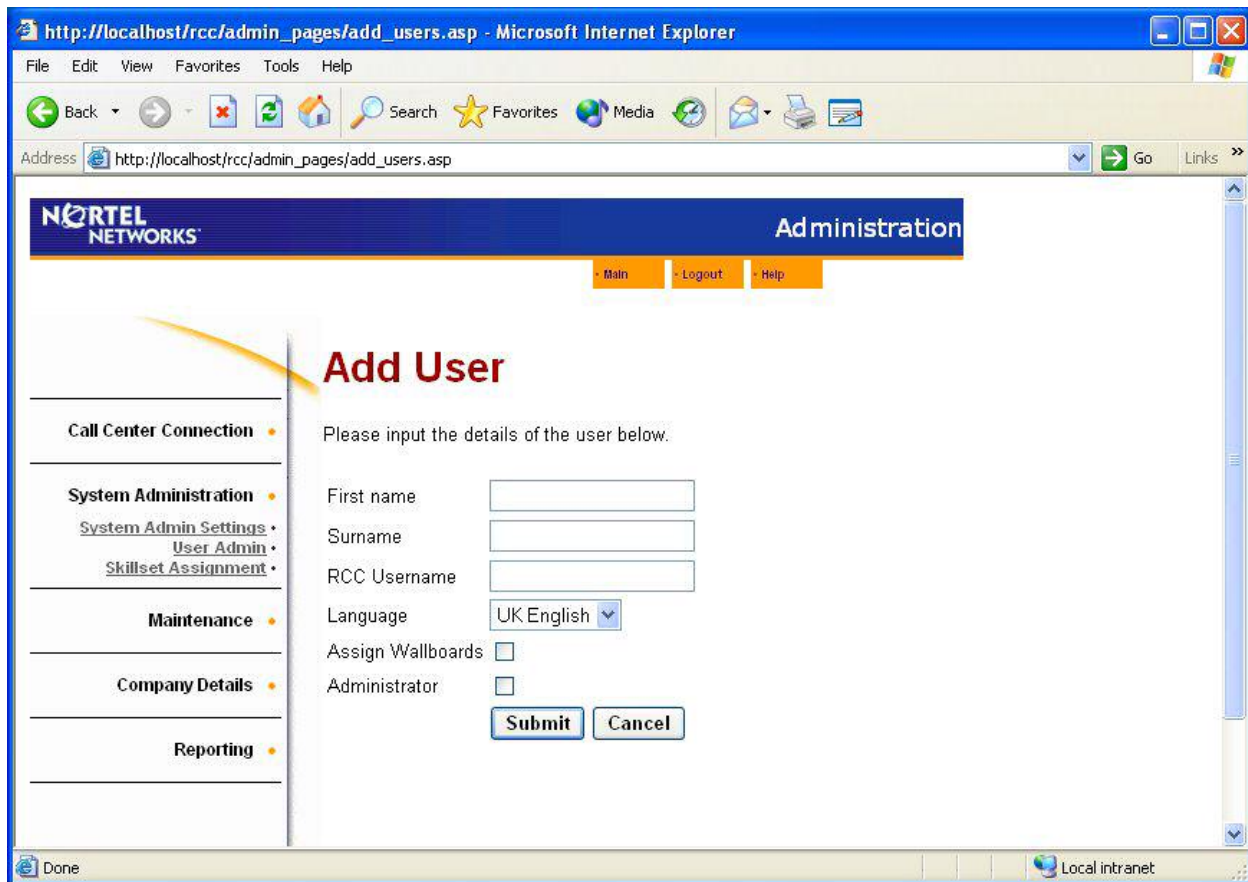 http://localhost/rcc/admin_pages/add_users.asp - Microsoft Internet Explorer
File Edit View Favorites Tools Help
Back Search Favorites Media
Address http://localhost/rcc/admin_pages/add_users.asp Go Links »
NORTEL
NETWORKS
Administration
Main Logout Help
Add User
Call Center Connection
Please input the details of the user below.
System Administration
System Admin Settings
User Admin
Skillset Assignment
Maintenance
Company Details
Reporting
First name
Surname
RCC Username
Language UK English
Assign Wallboards
Administrator
Submit Cancel
Done Local intranet